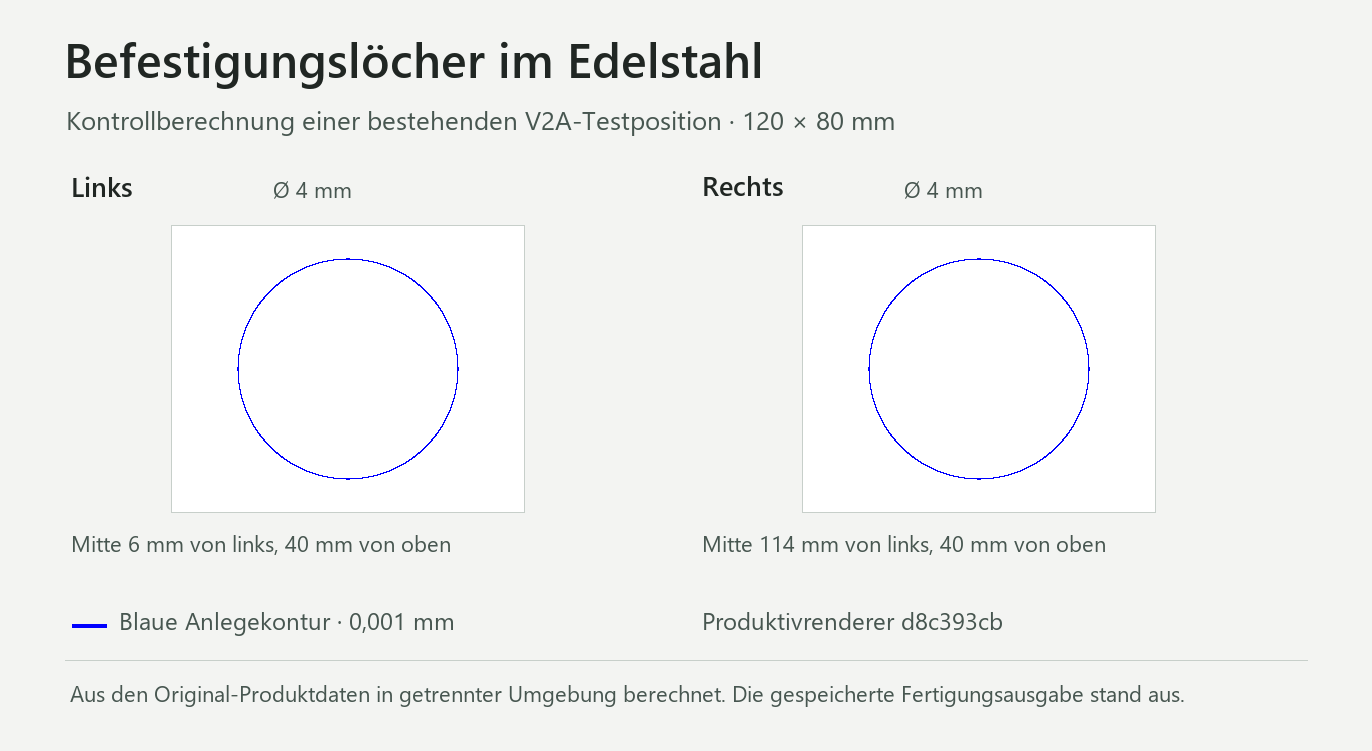 Befestigungslöcher im Edelstahl
Kontrollberechnung einer bestehenden V2A-Testposition · 120 × 80 mm
Links
Ø 4 mm
Rechts
Ø 4 mm
Mitte 6 mm von links, 40 mm von oben
Mitte 114 mm von links, 40 mm von oben
Blaue Anlegekontur · 0,001 mm
Produktivrenderer d8c393cb
Aus den Original-Produktdaten in getrennter Umgebung berechnet. Die gespeicherte Fertigungsausgabe stand aus.